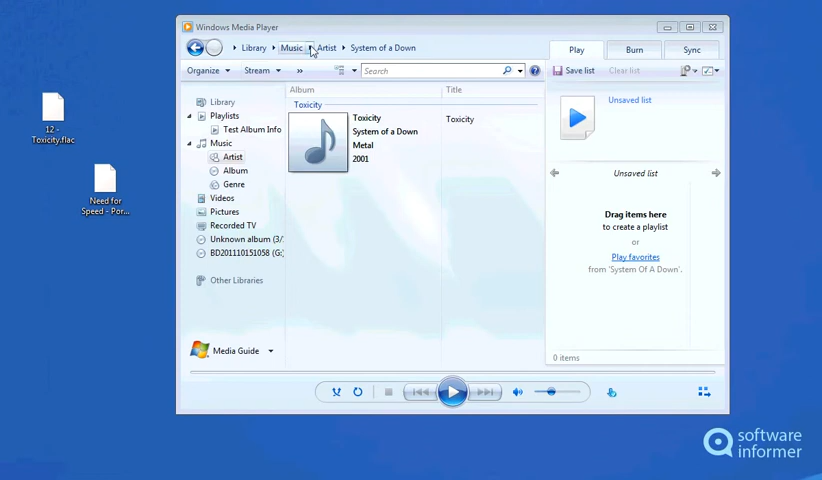 Windows Media Player
Library Music Artist System of a Down
Play Burn Sync
Organize Stream » Search
Save list Clear list
Album Title
Library
Playlists
Test Album Info
Music
Artist
Album
Genre
Videos
Pictures
Recorded TV
Unknown album (3/
BD201110151058 (G:)
Other Libraries
Media Guide
Toxicity
Toxicity
System of a Down
Metal
2001
Toxicity
Unsaved list
Unsaved list
Drag items here
to create a playlist
or
Play favorites
from 'System Of A Down'.
0 items
12 -
Toxicity.flac
Need for
Speed - Por...
software
informer